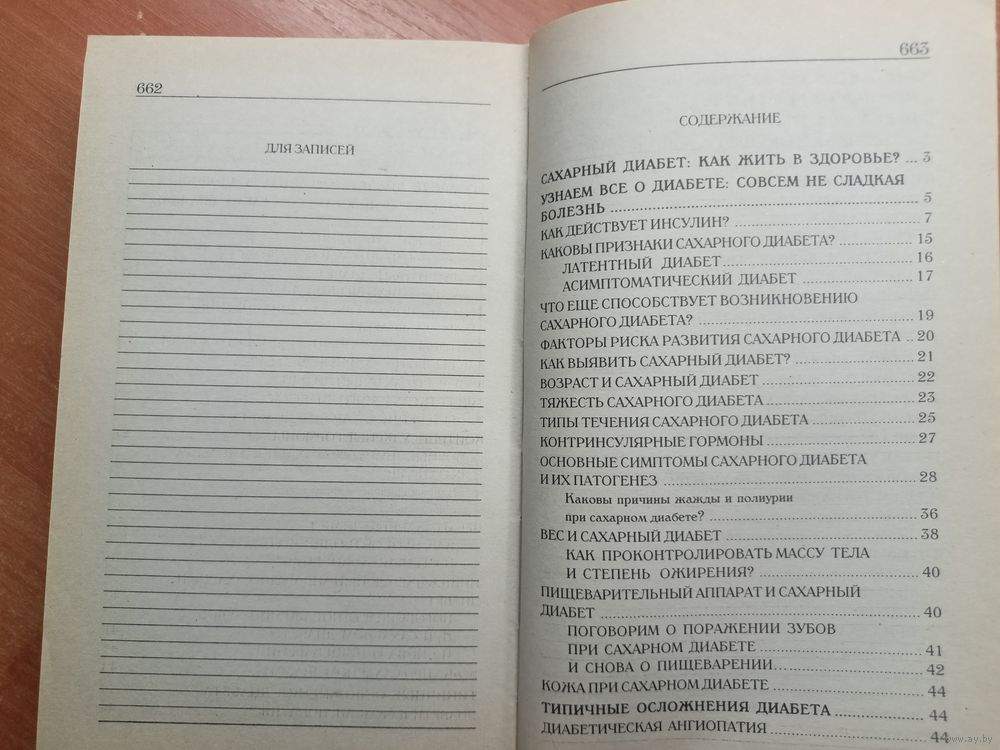 662
ДЛЯ ЗАПИСЕЙ
663
СОДЕРЖАНИЕ
САХАРНЫЙ ДИАБЕТ: КАК ЖИТЬ В ЗДОРОВЬЕ? ... 3
УЗНАЕМ ВСЕ О ДИАБЕТЕ: СОВСЕМ НЕ СЛАДКАЯ
БОЛЕЗНЬ ... 5
КАК ДЕЙСТВУЕТ ИНСУЛИН? ... 7
КАКОВЫ ПРИЗНАКИ САХАРНОГО ДИАБЕТА? ... 15
ЛАТЕНТНЫЙ ДИАБЕТ ... 16
АСИМПТОМАТИЧЕСКИЙ ДИАБЕТ ... 17
ЧТО ЕЩЕ СПОСОБСТВУЕТ ВОЗНИКНОВЕНИЮ
САХАРНОГО ДИАБЕТА? ... 19
ФАКТОРЫ РИСКА РАЗВИТИЯ САХАРНОГО ДИАБЕТА .. 20
КАК ВЫЯВИТЬ САХАРНЫЙ ДИАБЕТ? ... 21
ВОЗРАСТ И САХАРНЫЙ ДИАБЕТ ... 22
ТЯЖЕСТЬ САХАРНОГО ДИАБЕТА ... 23
ТИПЫ ТЕЧЕНИЯ САХАРНОГО ДИАБЕТА ... 25
КОНТРИНСУЛЯРНЫЕ ГОРМОНЫ ... 27
ОСНОВНЫЕ СИМПТОМЫ САХАРНОГО ДИАБЕТА
И ИХ ПАТОГЕНЕЗ ... 28
Каковы причины жажды и полиурии
при сахарном диабете? ... 36
ВЕС И САХАРНЫЙ ДИАБЕТ ... 38
КАК ПРОКОНТРОЛИРОВАТЬ МАССУ ТЕЛА
И СТЕПЕНЬ ОЖИРЕНИЯ? ... 40
ПИЩЕВАРИТЕЛЬНЫЙ АППАРАТ И САХАРНЫЙ
ДИАБЕТ ... 40
ПОГОВОРИМ О ПОРАЖЕНИИ ЗУБОВ
ПРИ САХАРНОМ ДИАБЕТЕ ... 41
И СНОВА О ПИЩЕВАРЕНИИ ... 42
КОЖА ПРИ САХАРНОМ ДИАБЕТЕ ... 44
ТИПИЧНЫЕ ОСЛОЖНЕНИЯ ДИАБЕТА ... 44
ДИАБЕТИЧЕСКАЯ АНГИОПАТИЯ ... 44
www.ay.by